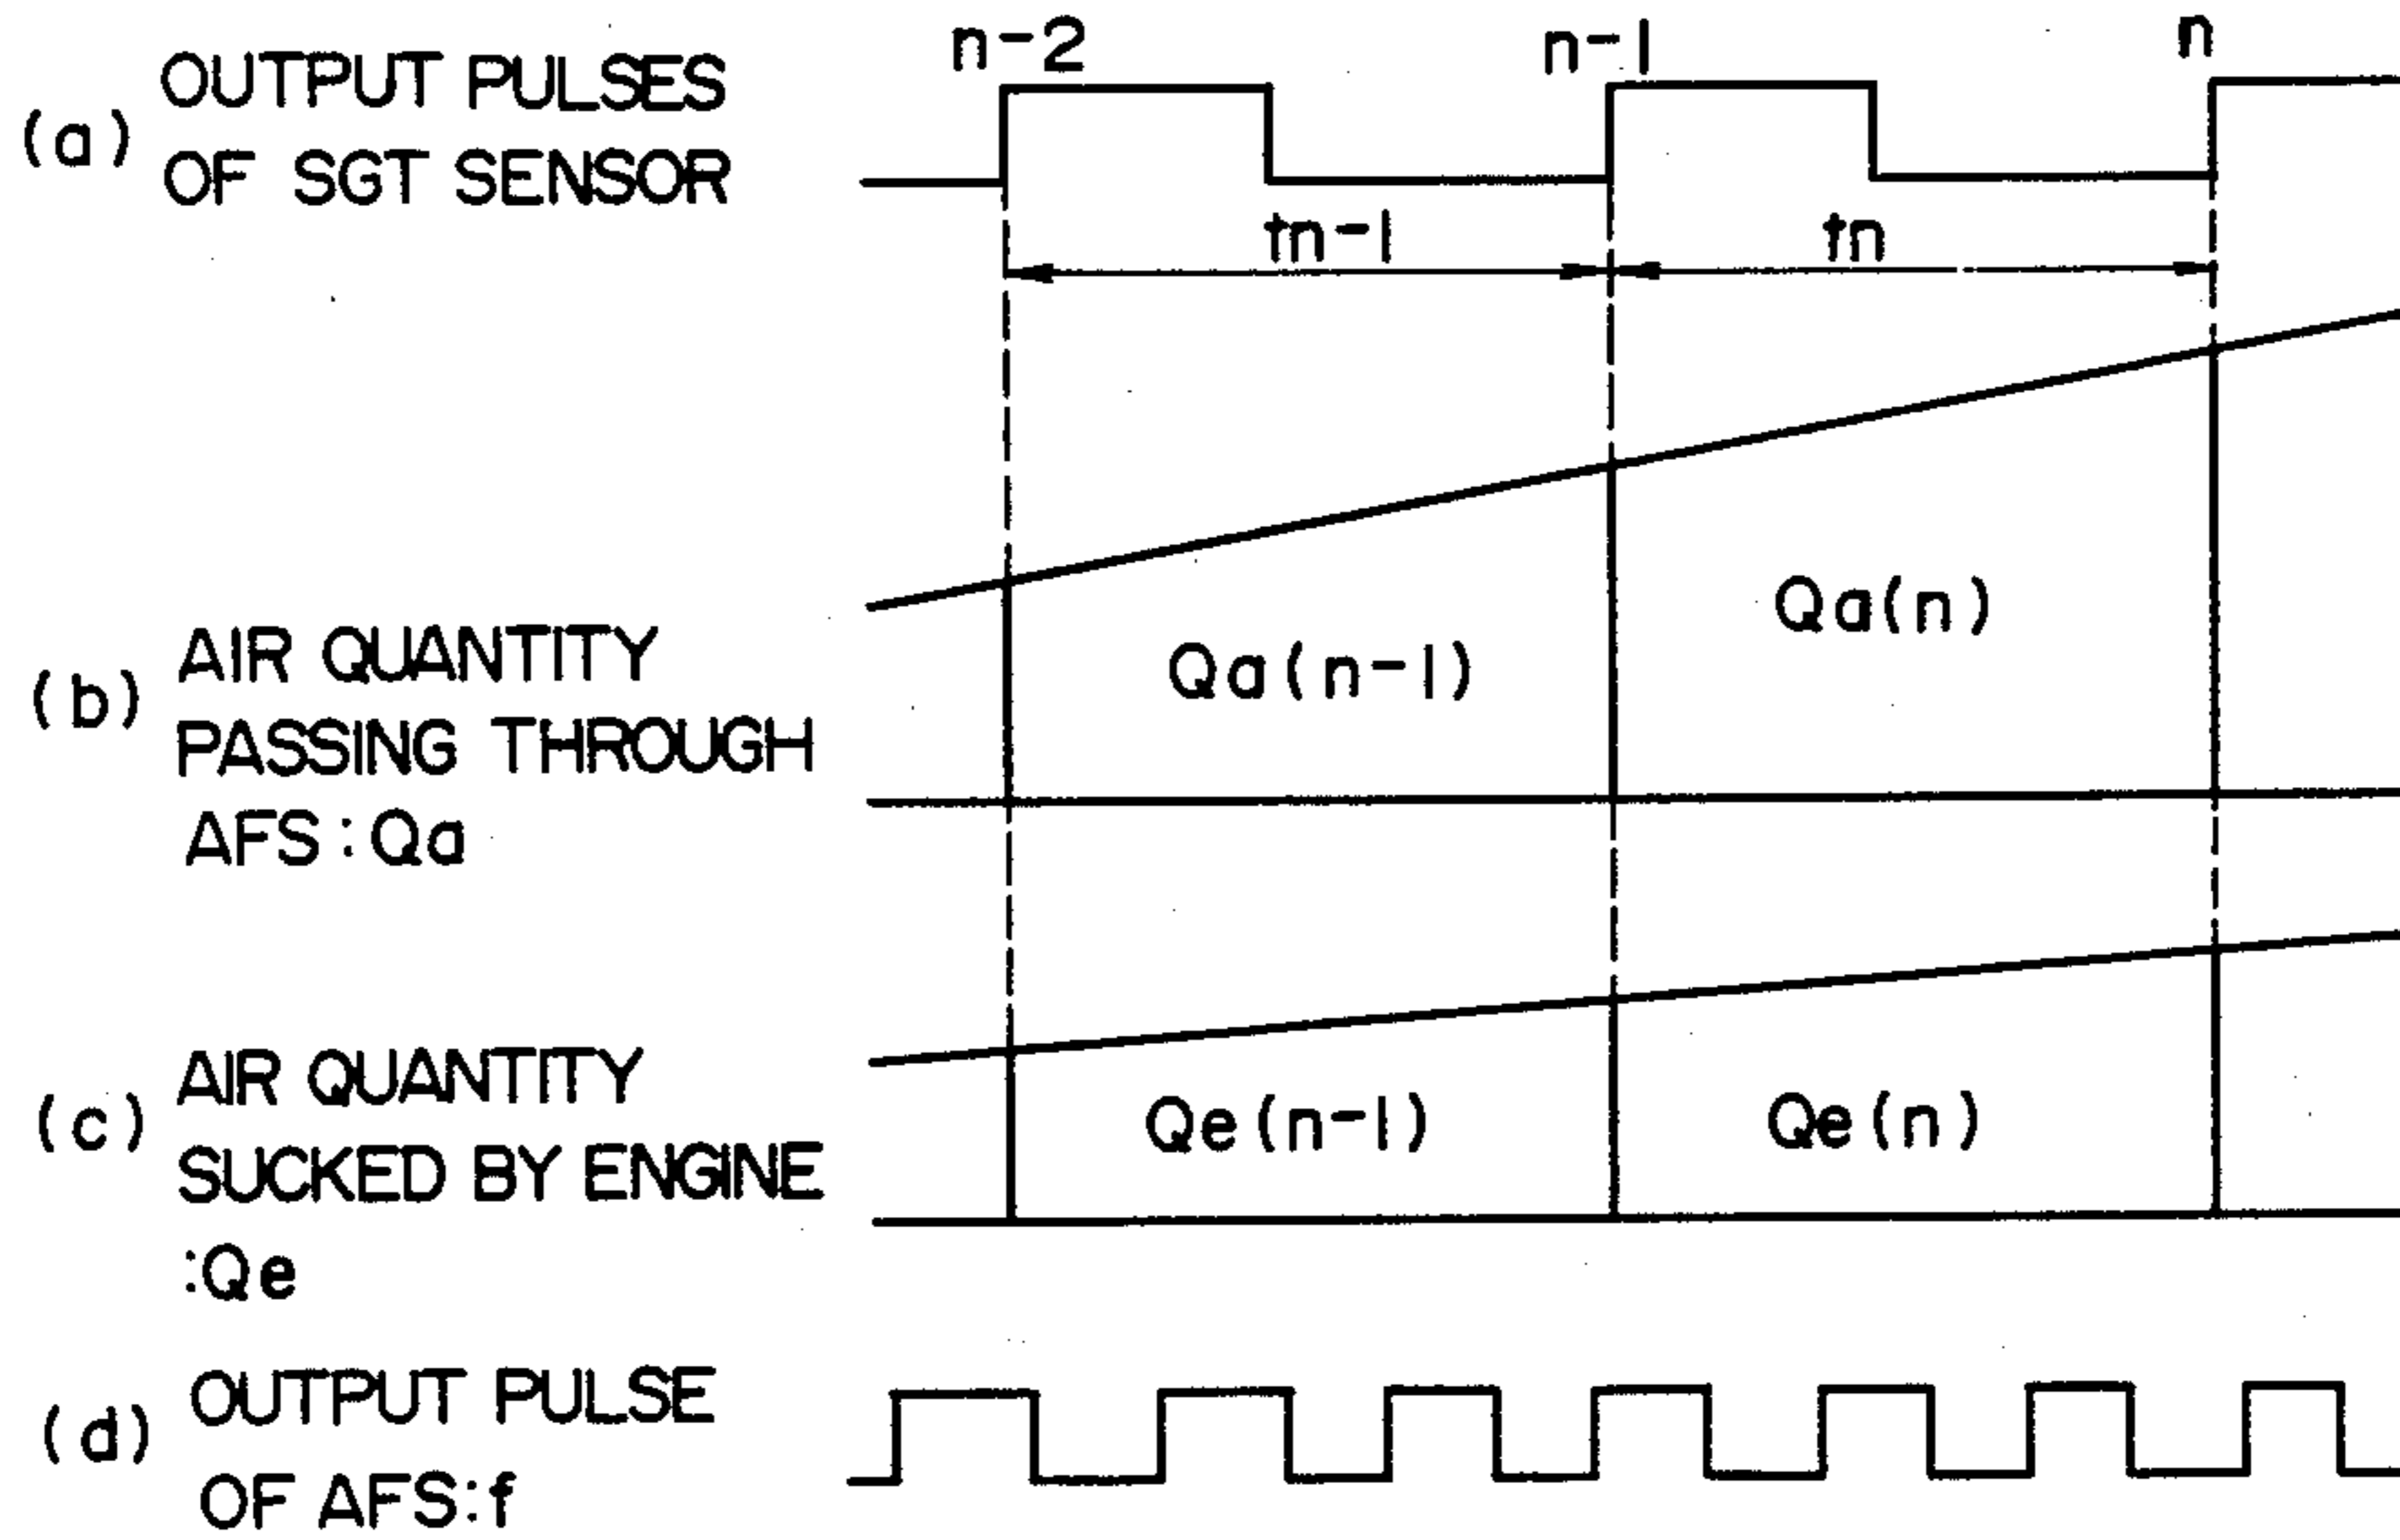 n-2
n-1
n
(a) OUTPUT PULSES
OF SGT SENSOR
tn-1
tn
Qa(n-1)
Qa(n)
(b) AIR QUANTITY
PASSING THROUGH
AFS:Qa
(c) AIR QUANTITY
SUCKED BY ENGINE
:Qe
Qe(n-1)
Qe(n)
(d) OUTPUT PULSE
OF AFS:f